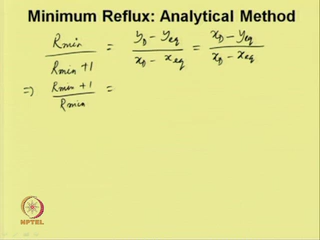 Minimum Reflux: Analytical Method
Rmin / (Rmin + 1) = (yD - yeq) / (xD - xeq) = (xD - yeq) / (xD - xeq)
⇒ (Rmin + 1) / Rmin =
NPTEL